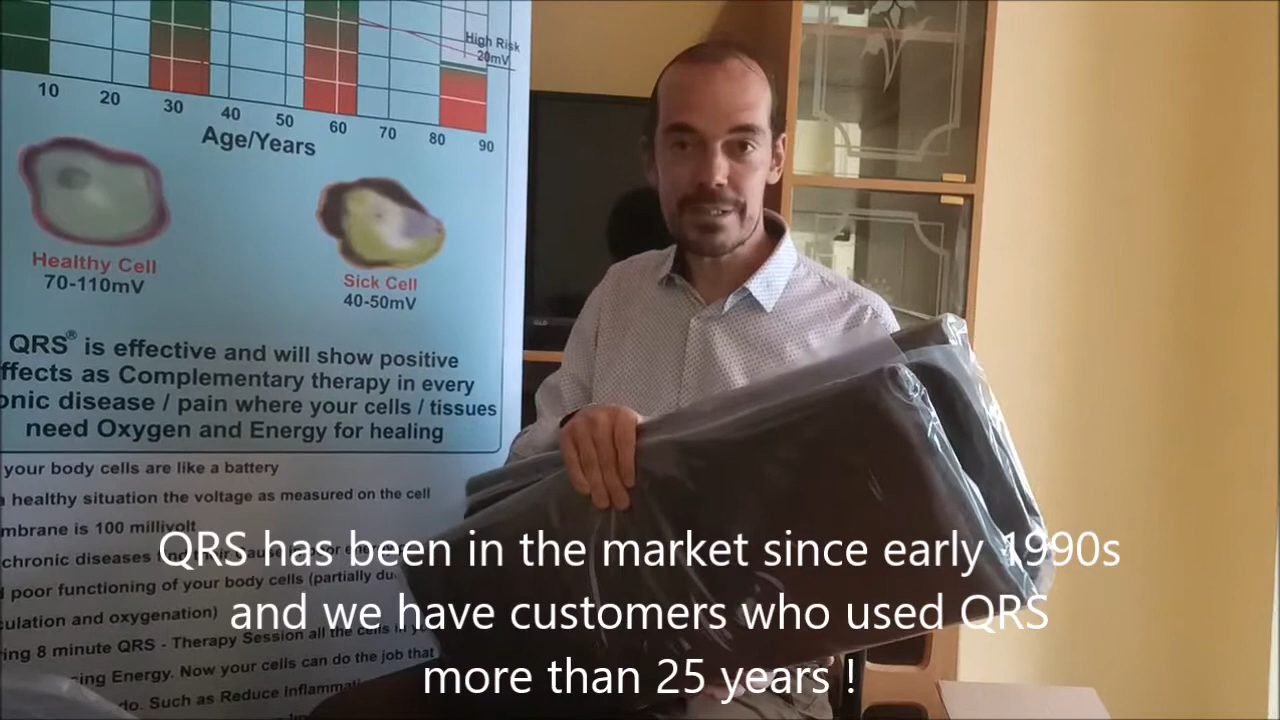 High Risk
20mV
10 20 30 40 50 60 70 80 90
Age/Years
Healthy Cell
70-110mV
Sick Cell
40-50mV
QRS® is effective and will show positive
ffects as Complementary therapy in every
onic disease / pain where your cells / tissues
need Oxygen and Energy for healing
your body cells are like a battery
healthy situation the voltage as measured on the cell
mbrane is 100 millivolt
chronic diseases
poor functioning of your body cells (partially du
ulation and oxygenation)
ing 8 minute QRS - Therapy Session all the cells in
ing Energy. Now your cells can do the job that
do. Such as Reduce Inflamma
QRS has been in the market since early 1990s
and we have customers who used QRS
more than 25 years !